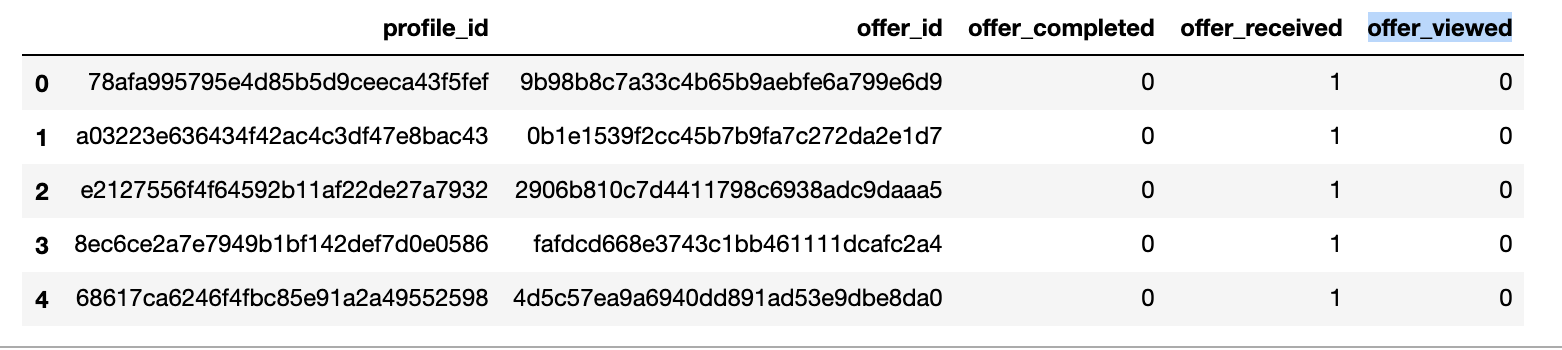 profile_id offer_id offer_completed offer_received offer_viewed
0 78afa995795e4d85b5d9ceeca43f5fef 9b98b8c7a33c4b65b9aebfe6a799e6d9 0 1 0
1 a03223e636434f42ac4c3df47e8bac43 0b1e1539f2cc45b7b9fa7c272da2e1d7 0 1 0
2 e2127556f4f64592b11af22de27a7932 2906b810c7d4411798c6938adc9daaa5 0 1 0
3 8ec6ce2a7e7949b1bf142def7d0e0586 fafdcd668e3743c1bb461111dcafc2a4 0 1 0
4 68617ca6246f4fbc85e91a2a49552598 4d5c57ea9a6940dd891ad53e9dbe8da0 0 1 0